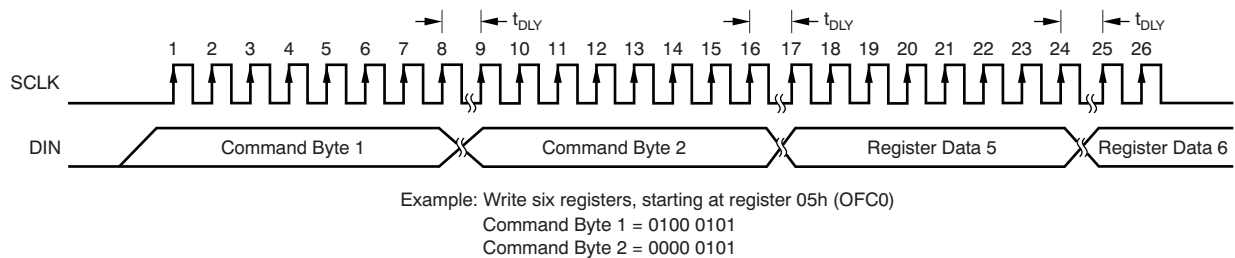 tDLY tDLY tDLY
1 2 3 4 5 6 7 8 9 10 11 12 13 14 15 16 17 18 19 20 21 22 23 24 25 26
SCLK
DIN Command Byte 1 Command Byte 2 Register Data 5 Register Data 6
Example: Write six registers, starting at register 05h (OFC0)
Command Byte 1 = 0100 0101
Command Byte 2 = 0000 0101